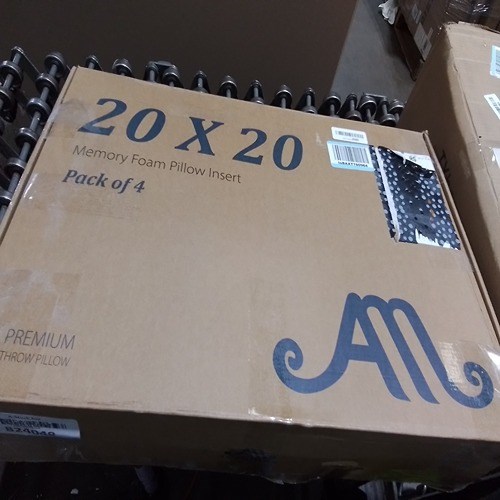 20 X 20
Memory Foam Pillow Insert
Pack of 4
PREMIUM
THROW PILLOW
AM